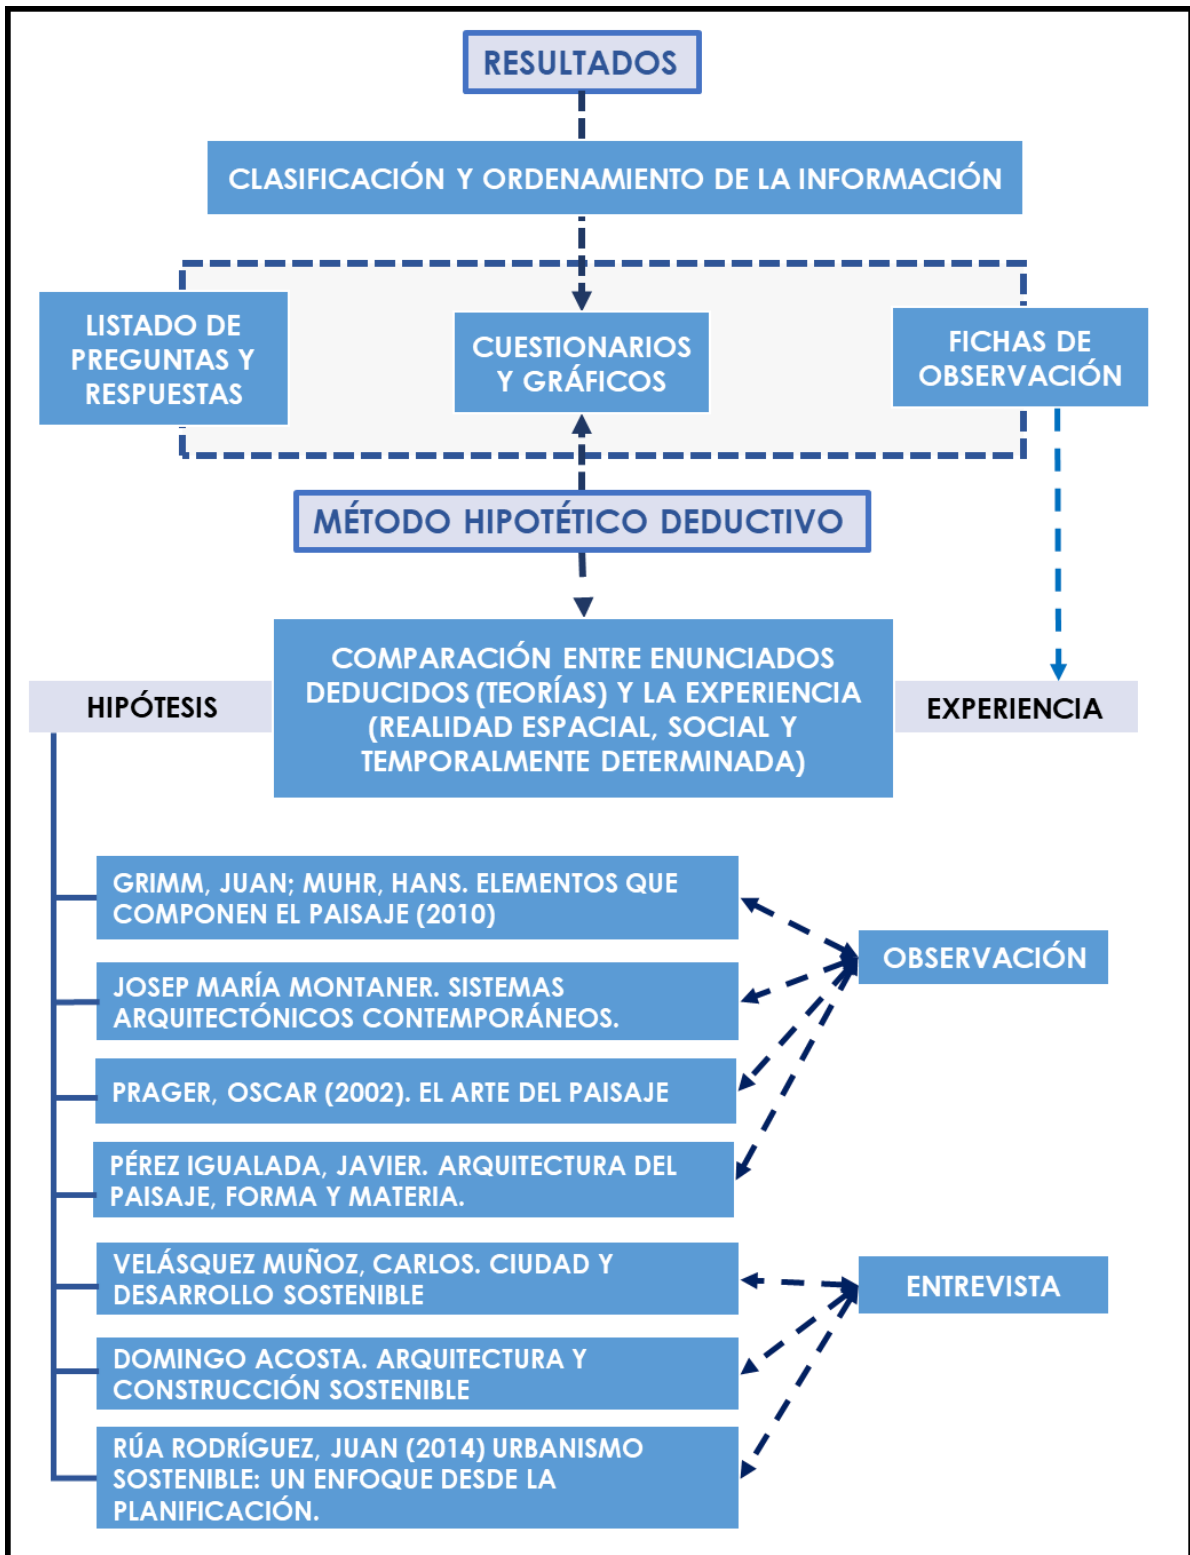 RESULTADOS
CLASIFICACIÓN Y ORDENAMIENTO DE LA INFORMACIÓN
LISTADO DE
PREGUNTAS Y
RESPUESTAS
CUESTIONARIOS
Y GRÁFICOS
FICHAS DE
OBSERVACIÓN
MÉTODO HIPOTÉTICO DEDUCTIVO
HIPÓTESIS
COMPARACIÓN ENTRE ENUNCIADOS
DEDUCIDOS (TEORÍAS) Y LA EXPERIENCIA
(REALIDAD ESPACIAL, SOCIAL Y
TEMPORALMENTE DETERMINADA)
EXPERIENCIA
GRIMM, JUAN; MUHR, HANS. ELEMENTOS QUE
COMPONEN EL PAISAJE (2010)
JOSEP MARÍA MONTANER. SISTEMAS
ARQUITECTÓNICOS CONTEMPORÁNEOS.
PRAGER, OSCAR (2002). EL ARTE DEL PAISAJE
PÉREZ IGUALADA, JAVIER. ARQUITECTURA DEL
PAISAJE, FORMA Y MATERIA.
OBSERVACIÓN
VELÁSQUEZ MUÑOZ, CARLOS. CIUDAD Y
DESARROLLO SOSTENIBLE
DOMINGO ACOSTA. ARQUITECTURA Y
CONSTRUCCIÓN SOSTENIBLE
RÚA RODRÍGUEZ, JUAN (2014) URBANISMO
SOSTENIBLE: UN ENFOQUE DESDE LA
PLANIFICACIÓN.
ENTREVISTA